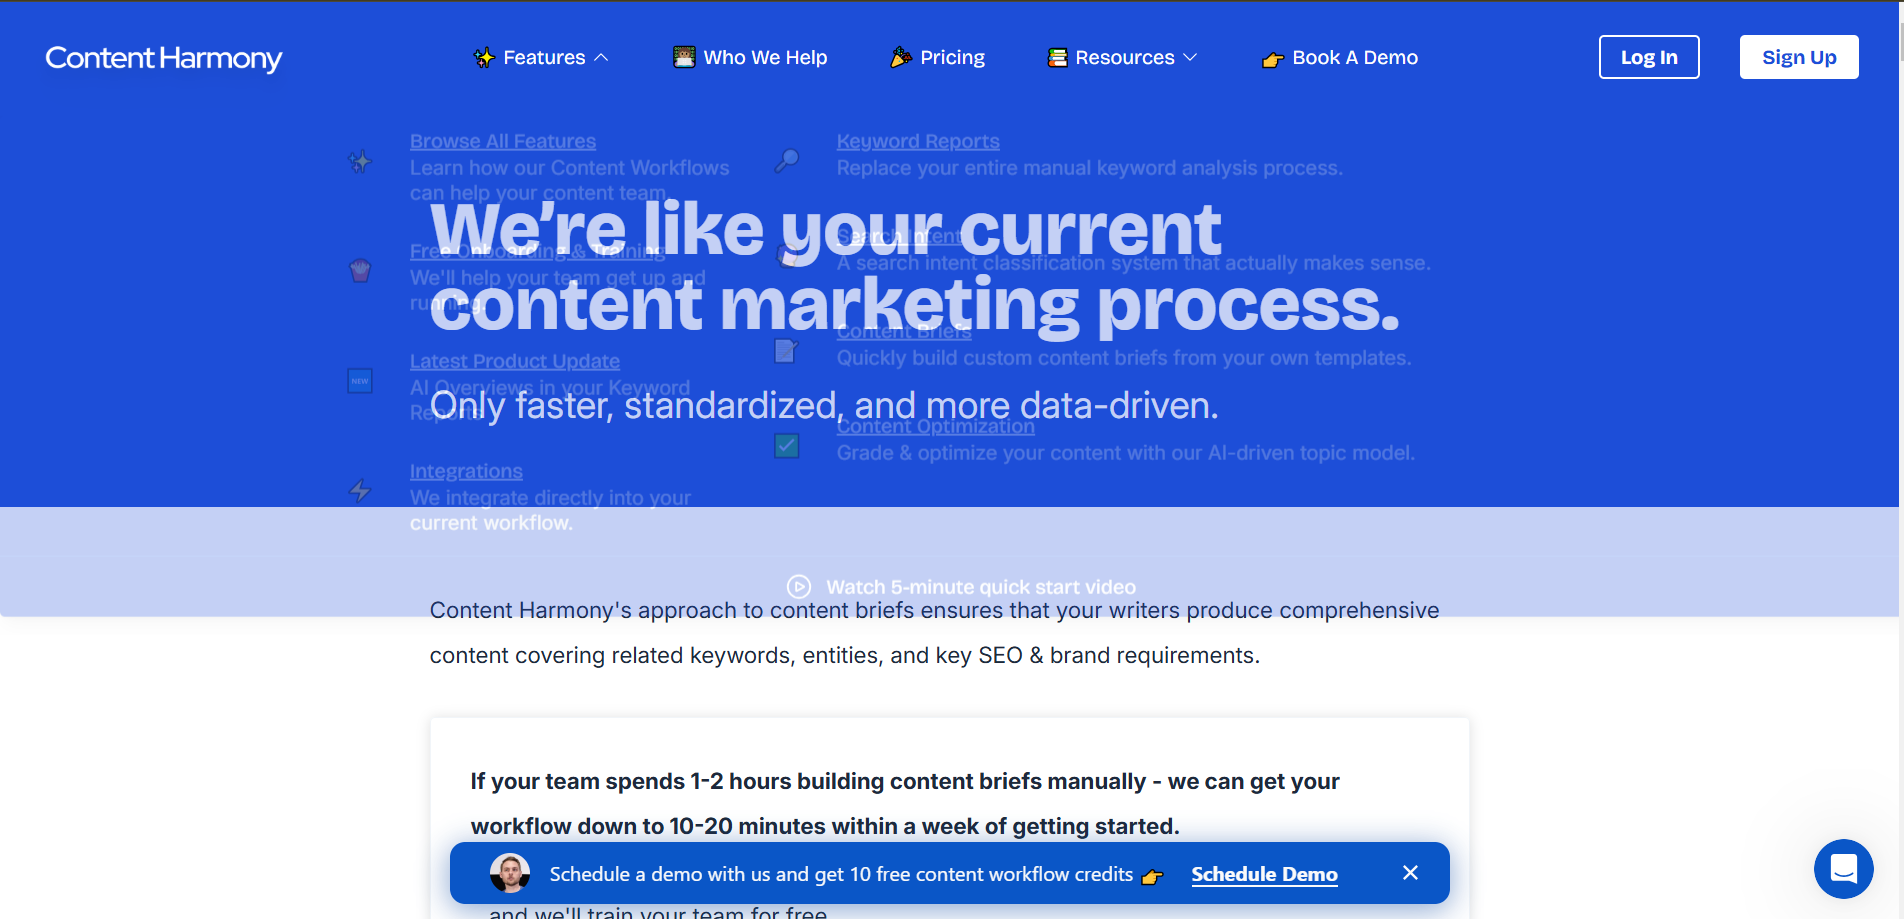 Content Harmony
Features
Who We Help
Pricing
Resources
Book A Demo
Log In
Sign Up
Browse All Features
Learn how our Content Workflows
can help your content team.
Free Onboarding & Training
We'll help your team get up and
running.
Latest Product Update
NEW
AI Overviews in your Keyword
Reports
Integrations
We integrate directly into your
current workflow.
Keyword Reports
Replace your entire manual keyword analysis process.
Search Intent
A search intent classification system that actually makes sense.
Content Briefs
Quickly build custom content briefs from your own templates.
Content Optimization
Grade & optimize your content with our AI-driven topic model.
We’re like your current
content marketing process.
Only faster, standardized, and more data-driven.
Watch 5-minute quick start video
Content Harmony's approach to content briefs ensures that your writers produce comprehensive
content covering related keywords, entities, and key SEO & brand requirements.
If your team spends 1-2 hours building content briefs manually - we can get your
workflow down to 10-20 minutes within a week of getting started.
Schedule a demo with us and get 10 free content workflow credits
Schedule Demo
and we'll train your team for free